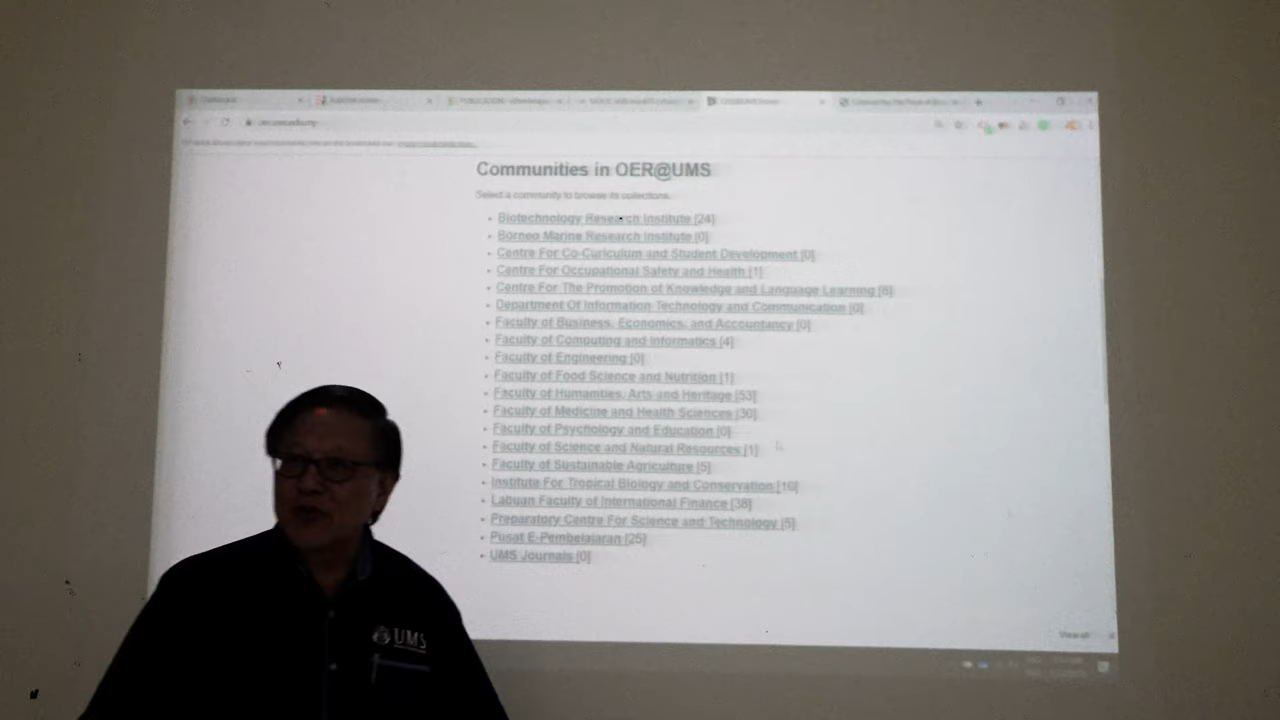 Communities in OER@UMS
Select a community to browse its collections.
Biotechnology Research Institute [24]
Borneo Marine Research Institute [0]
Centre For Co-Curiculum and Student Development [0]
Centre For Occupational Safety and Health [1]
Centre For The Promotion of Knowledge and Language Learning [6]
Department Of Information Technology and Communication [0]
Faculty of Business, Economics, and Accountancy [0]
Faculty of Computing and Informatics [4]
Faculty of Engineering [0]
Faculty of Food Science and Nutrition [1]
Faculty of Humanities, Arts and Heritage [53]
Faculty of Medicine and Health Sciences [30]
Faculty of Psychology and Education [0]
Faculty of Science and Natural Resources [1]
Faculty of Sustainable Agriculture [5]
Institute For Tropical Biology and Conservation [16]
Labuan Faculty of International Finance [38]
Preparatory Centre For Science and Technology [5]
Pusat E-Pembelajaran [25]
UMS Journals [0]
UMS